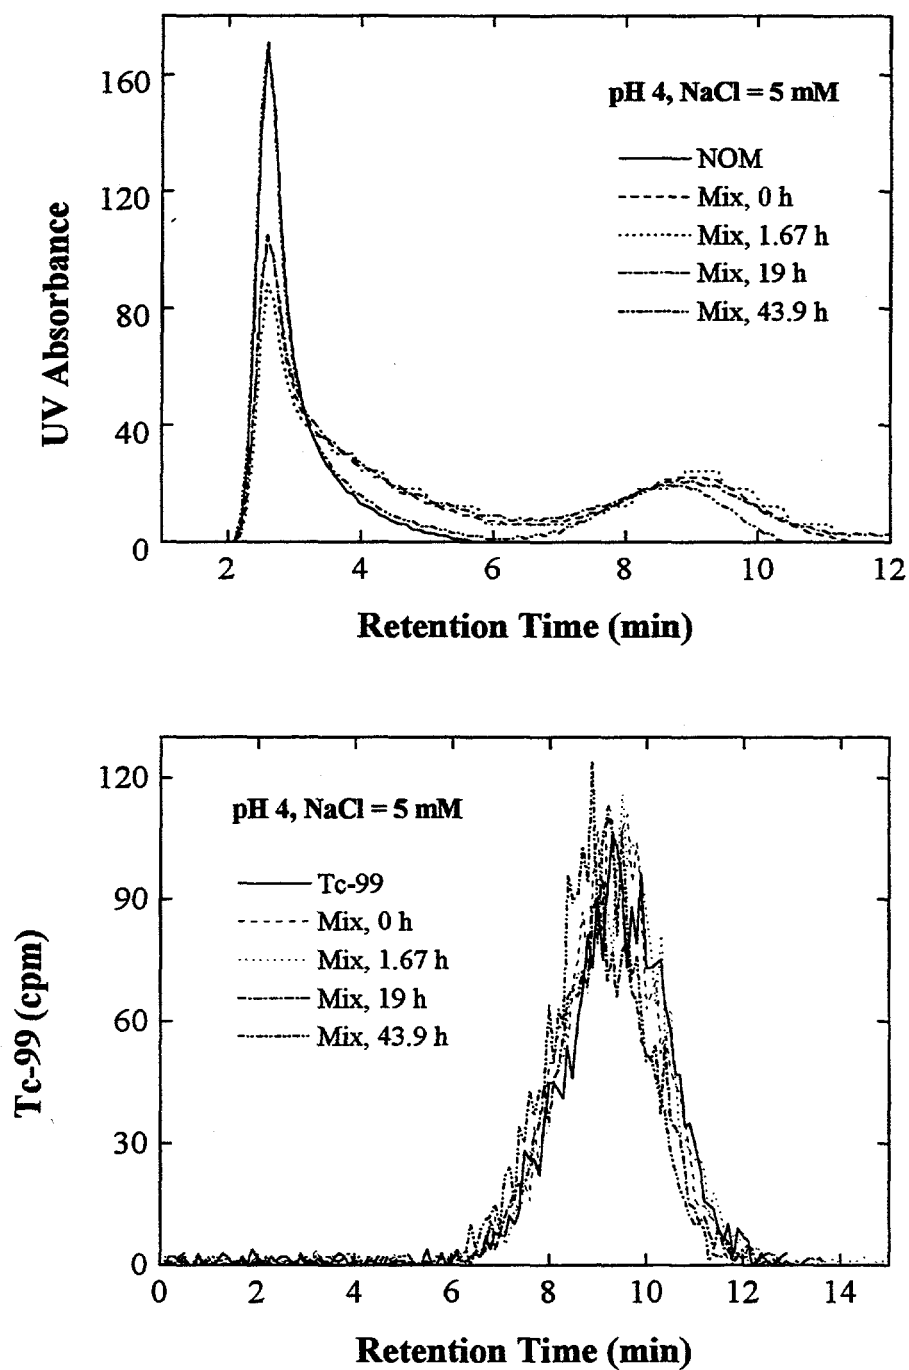 160
120
80
40
0
UV Absorbance
pH 4, NaCl = 5 mM
NOM
Mix, 0 h
Mix, 1.67 h
Mix, 19 h
Mix, 43.9 h
2 4 6 8 10 12
Retention Time (min)
120
90
60
30
0
Tc-99 (cpm)
pH 4, NaCl = 5 mM
Tc-99
Mix, 0 h
Mix, 1.67 h
Mix, 19 h
Mix, 43.9 h
0 2 4 6 8 10 12 14
Retention Time (min)